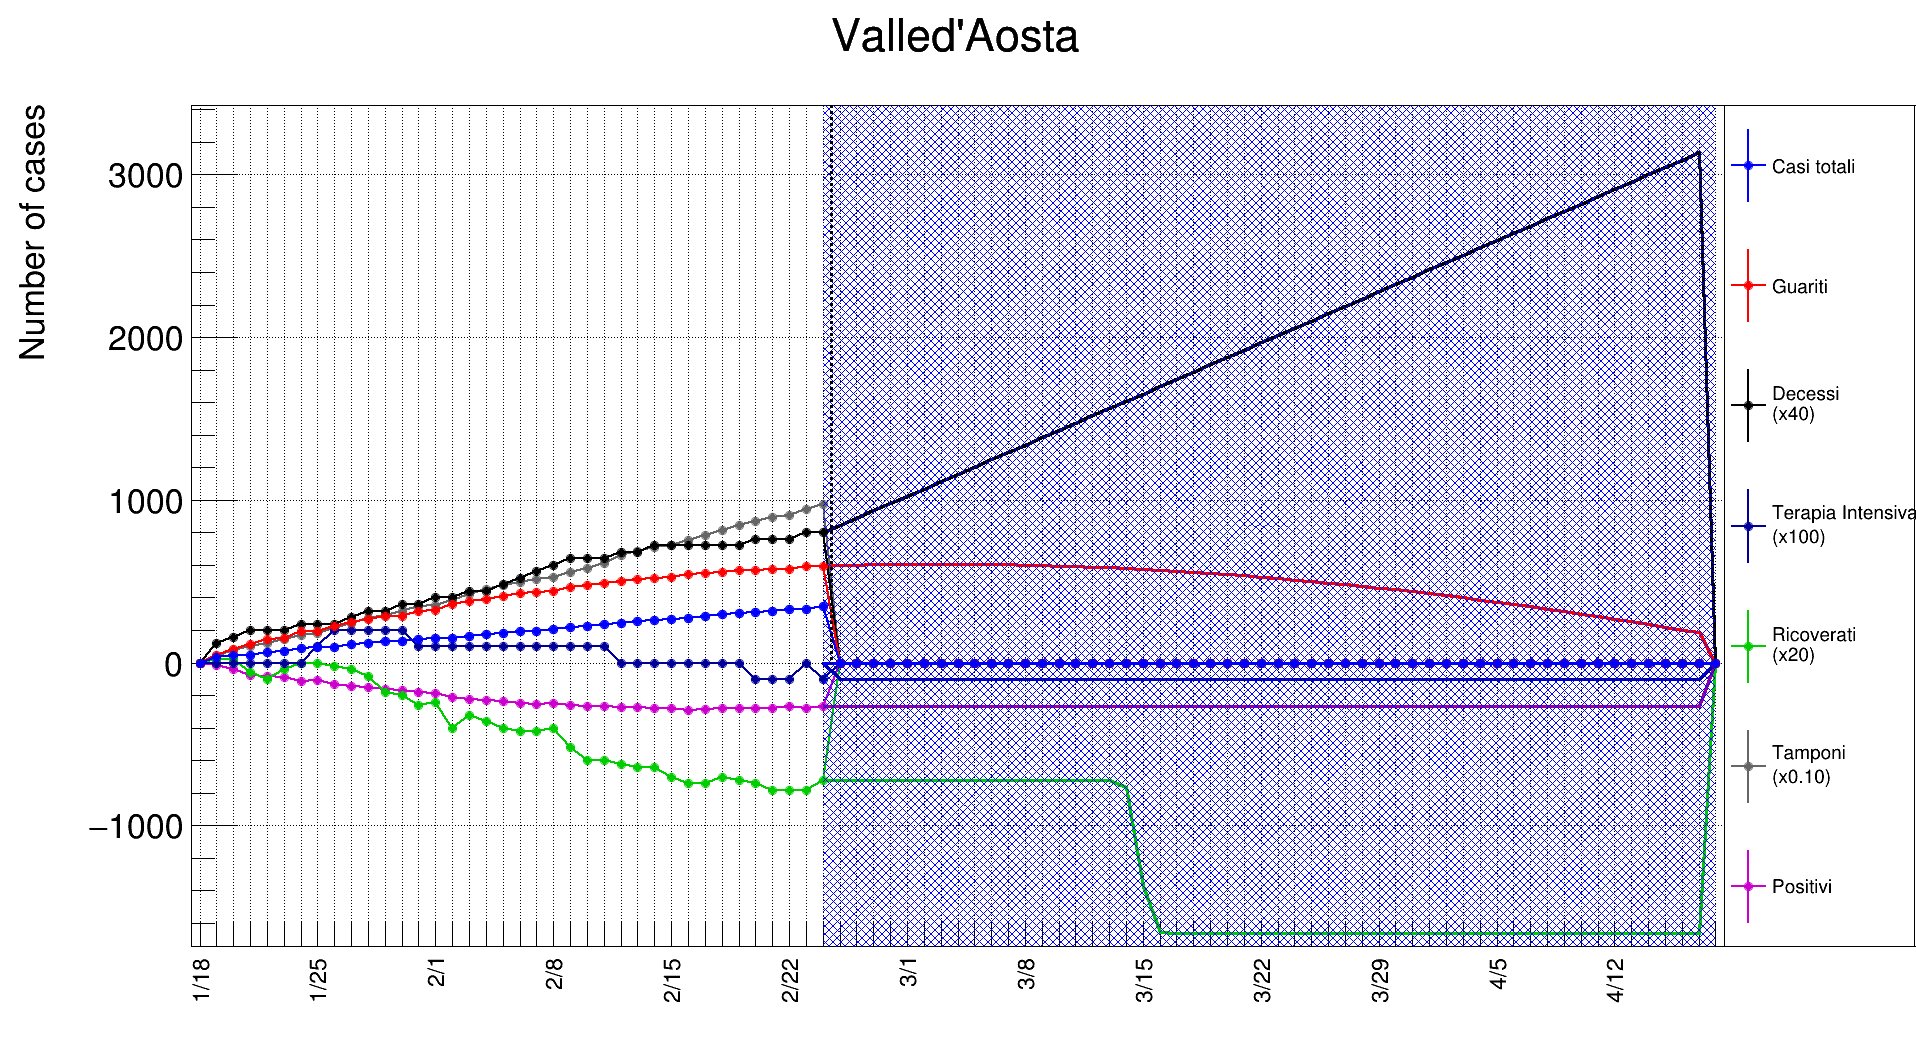 Valled'Aosta
Number of cases
3000
2000
1000
0
−1000
1/18
1/25
2/1
2/8
2/15
2/22
3/1
3/8
3/15
3/22
3/29
4/5
4/12
Casi totali
Guariti
Decessi
(x40)
Terapia Intensiva
(x100)
Ricoverati
(x20)
Tamponi
(x0.10)
Positivi